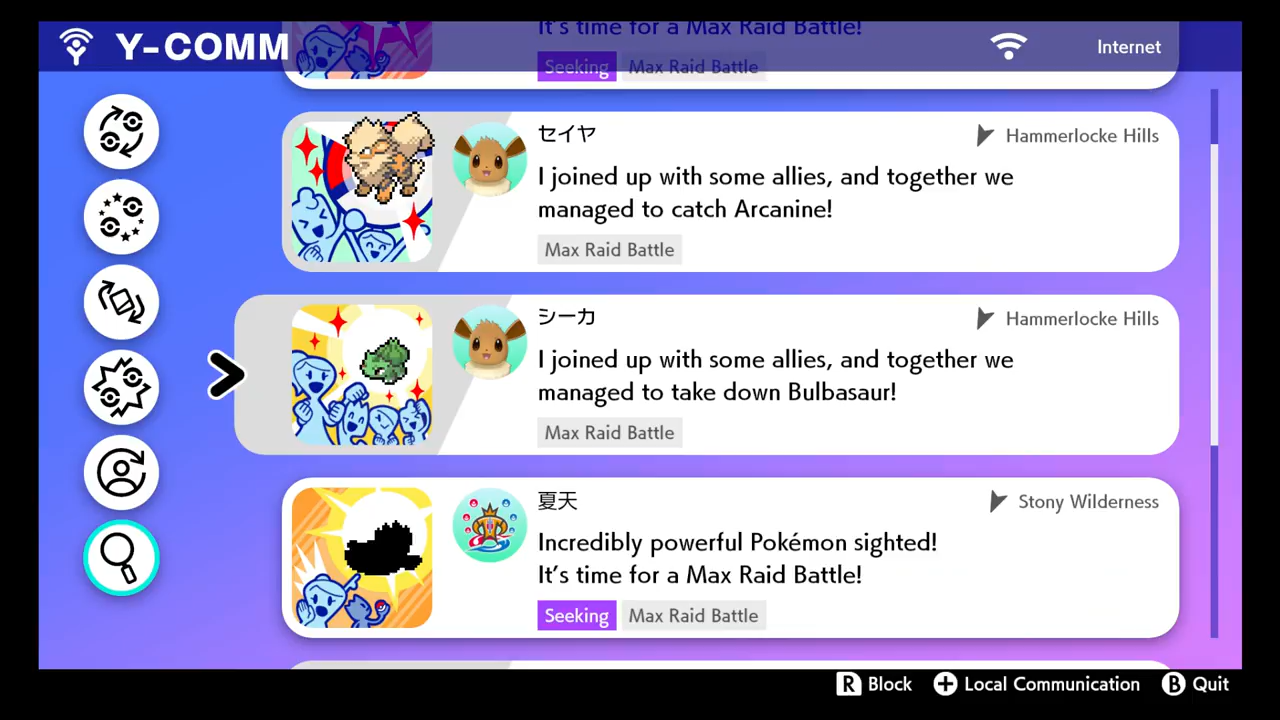 Y-COMM
Internet
It's time for a Max Raid Battle!
Seeking Max Raid Battle
セイヤ
Hammerlocke Hills
I joined up with some allies, and together we
managed to catch Arcanine!
Max Raid Battle
シーカ
Hammerlocke Hills
I joined up with some allies, and together we
managed to take down Bulbasaur!
Max Raid Battle
夏天
Stony Wilderness
Incredibly powerful Pokémon sighted!
It's time for a Max Raid Battle!
Seeking Max Raid Battle
R Block + Local Communication B Quit